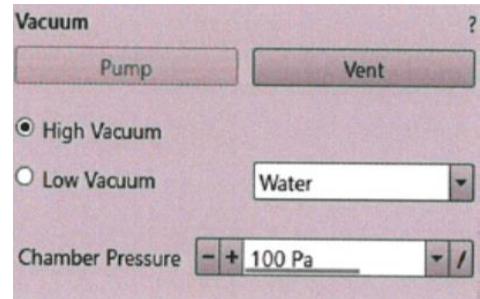 Vacuum ?
Pump Vent
High Vacuum
Low Vacuum Water
Chamber Pressure - + 100 Pa /